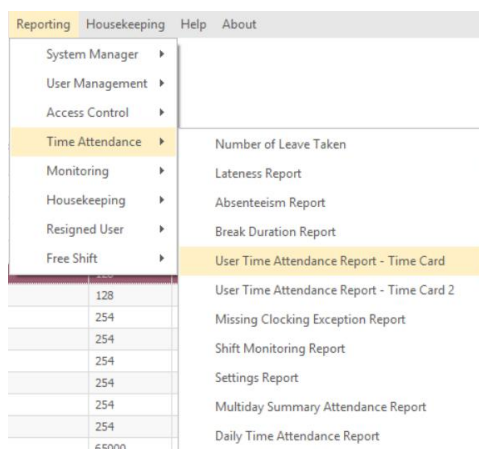 Reporting Housekeeping Help About
System Manager
User Management
Access Control
Time Attendance
Monitoring
Housekeeping
Resigned User
Free Shift
Number of Leave Taken
Lateness Report
Absenteeism Report
Break Duration Report
User Time Attendance Report - Time Card
User Time Attendance Report - Time Card 2
Missing Clocking Exception Report
Shift Monitoring Report
Settings Report
Multiday Summary Attendance Report
Daily Time Attendance Report
128
254
254
254
254
254
254
65000